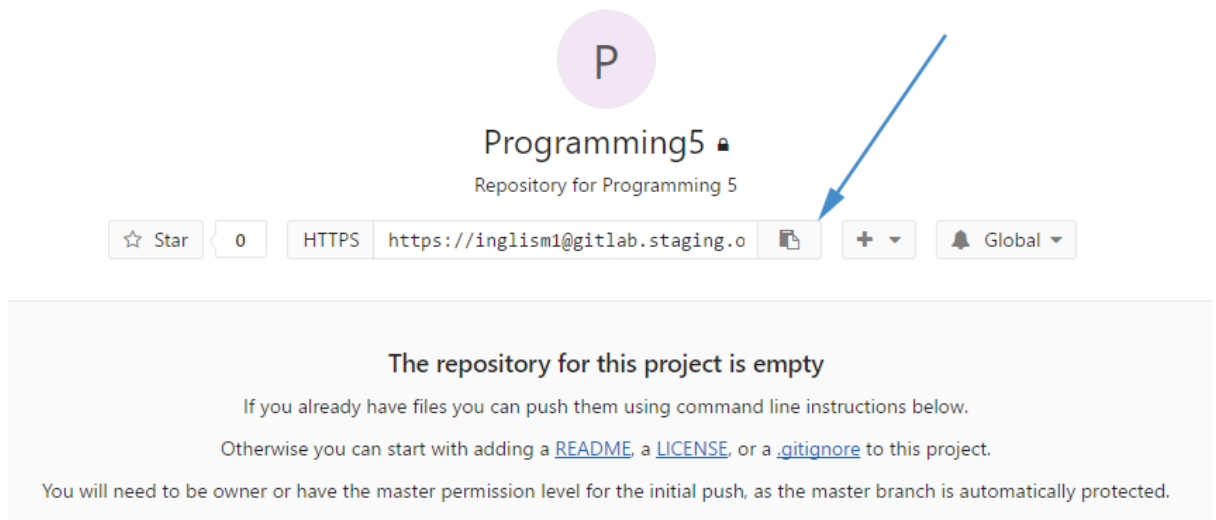 P
Programming5
Repository for Programming 5
Star 0 HTTPS https://inglism1@gitlab.staging.o Global
The repository for this project is empty
If you already have files you can push them using command line instructions below.
Otherwise you can start with adding a README, a LICENSE, or a .gitignore to this project.
You will need to be owner or have the master permission level for the initial push, as the master branch is automatically protected.